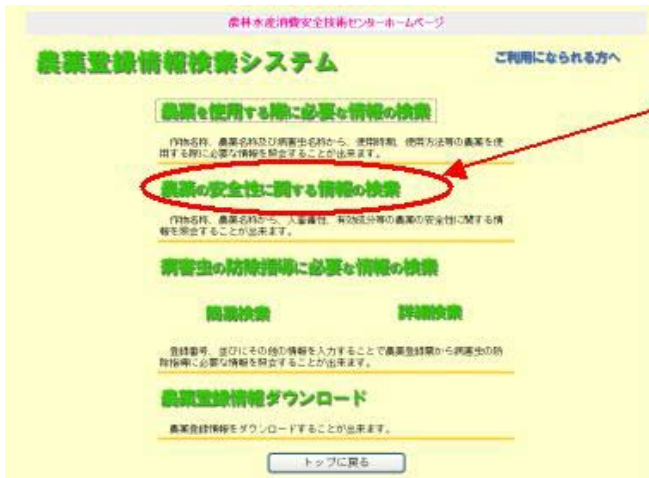 農林水産消費安全技術センターホームページ
農薬登録情報検索システム
ご利用になられる方へ
農薬を使用する際に必要な情報の検索
作物名称、農薬名称及び病害虫名称から、使用時期、使用方法等の農薬を使
用する際に必要な情報を照会することが出来ます。
農薬の安全性に関する情報の検索
作物名称、農薬名称から、人畜毒性、有効成分等の農薬の安全性に関する情
報を照会することが出来ます。
病害虫の防除指導に必要な情報の検索
簡易検索
詳細検索
登録番号、並びにその他の情報を入力することで農薬登録票から病害虫の防
除指導に必要な情報を照会することが出来ます。
農薬登録情報ダウンロード
農薬登録情報をダウンロードすることが出来ます。
トップに戻る